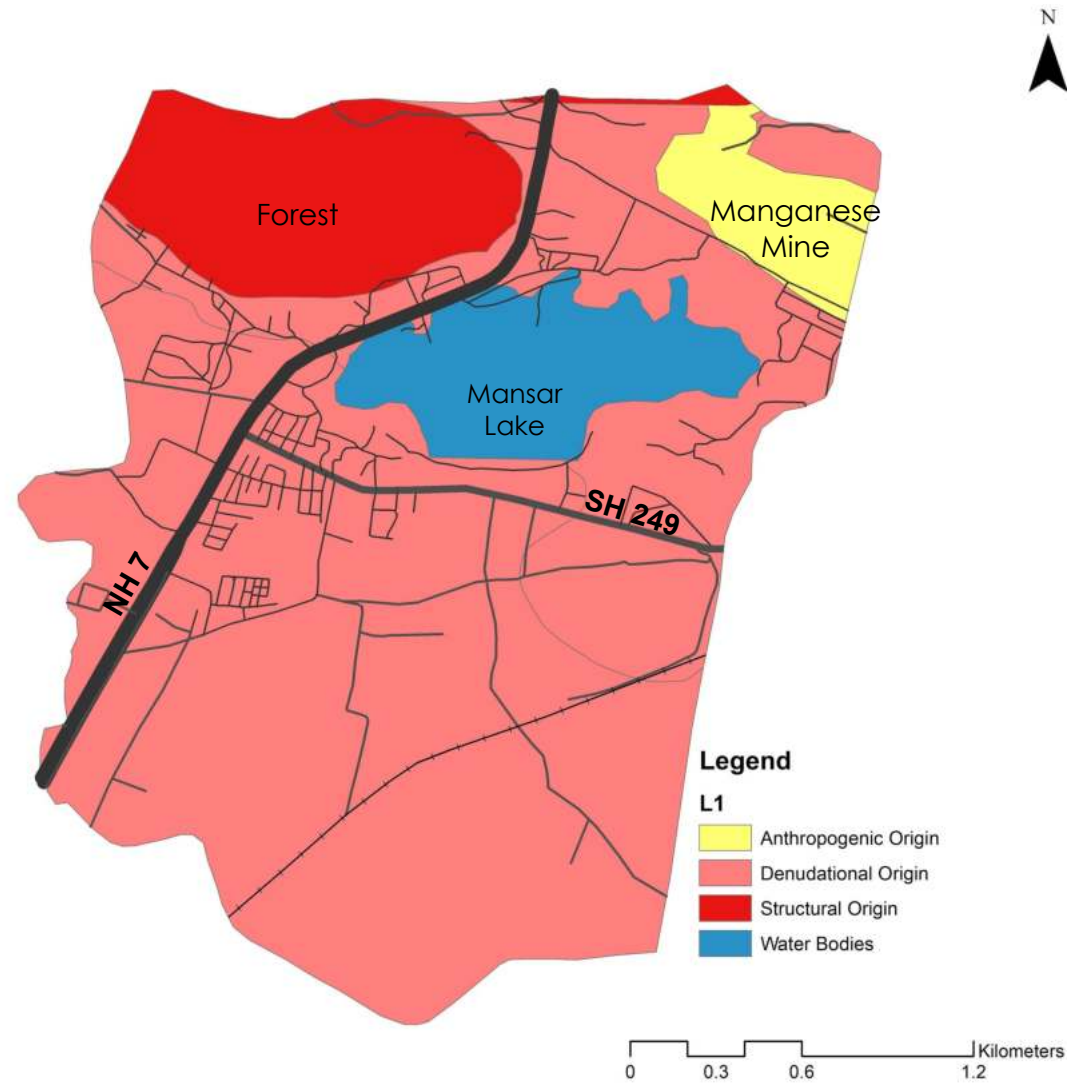 N
Forest
Manganese
Mine
Mansar
Lake
SH 249
NH 7
Legend
L1
Anthropogenic Origin
Denudational Origin
Structural Origin
Water Bodies
Kilometers
0 0.3 0.6 1.2